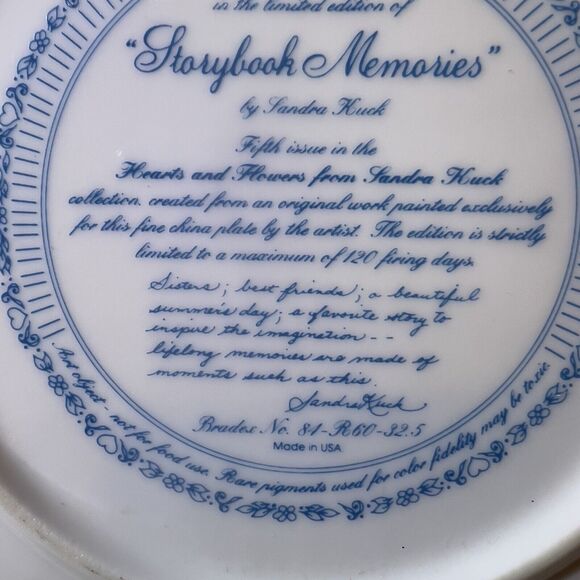 in the limited edition of
"Storybook Memories"
by Sandra Kuck
Fifth issue in the
Hearts and Flowers from Sandra Kuck
collection, created from an original work painted exclusively
for this fine china plate by the artist. The edition is strictly
limited to a maximum of 120 firing days.
Sisters; best friends; a beautiful
summer's day; a favorite story to
inspire the imagination --
lifelong memories are made of
moments such as this.
Sandra Kuck
Bradex No. 84-R60-32.5
Made in USA
Art object - not for food use. Rare pigments used for color fidelity may be toxic.